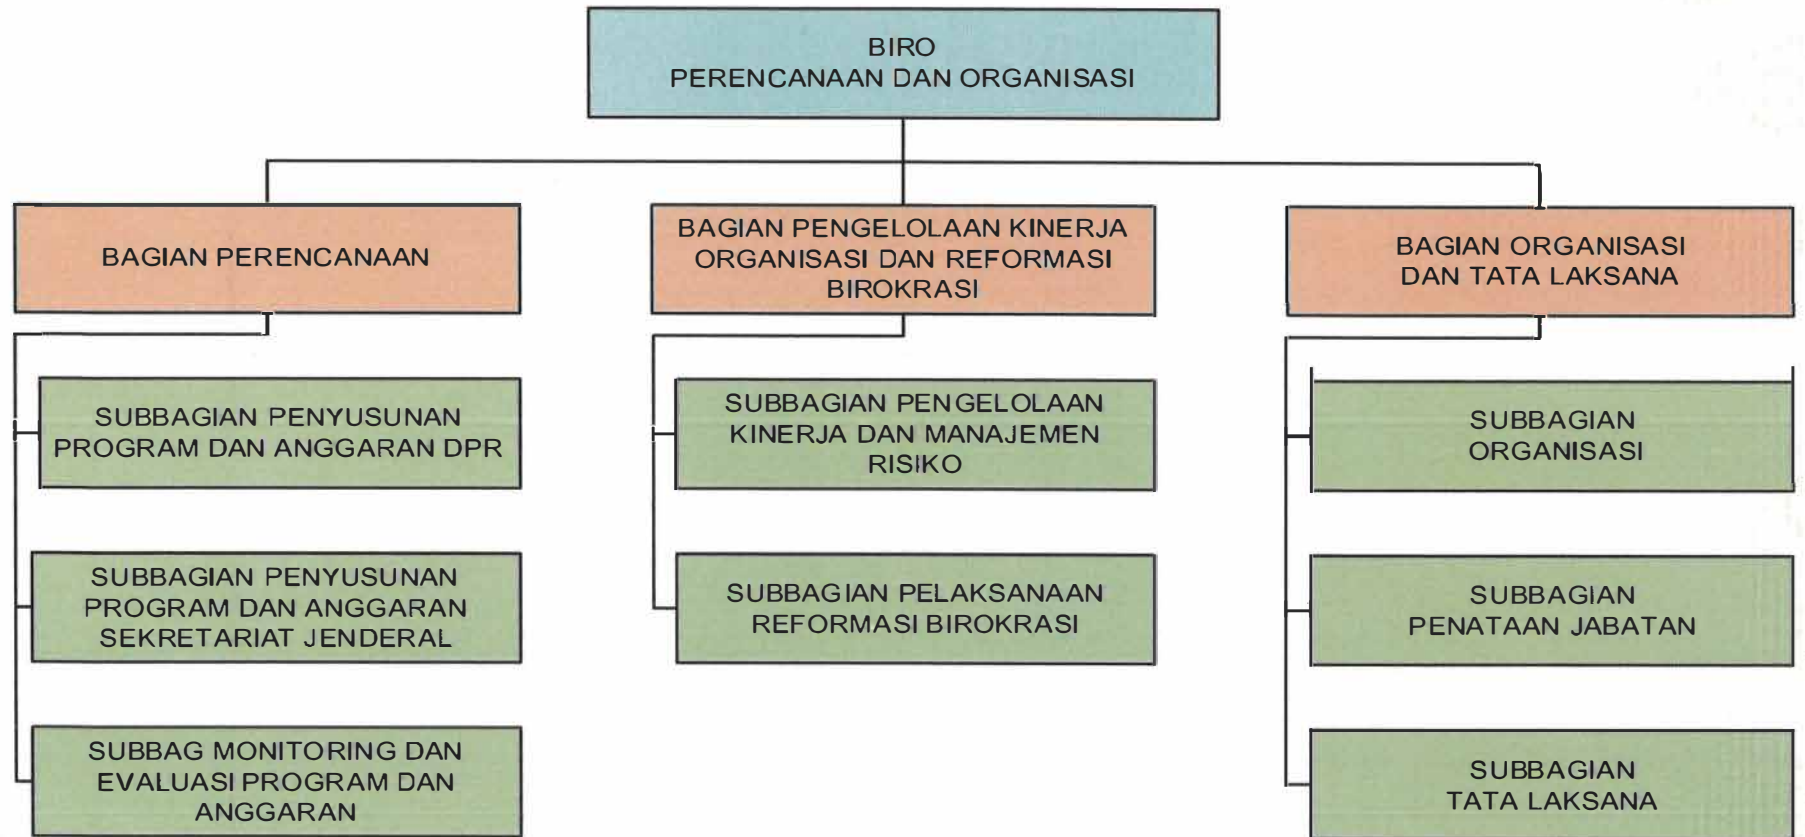 BIRO
PERENCANAAN DAN ORGANISASI
BAGIAN PERENCANAAN
SUBBAGIAN PENYUSUNAN
PROGRAM DAN ANGGARAN DPR
SUBBAGIAN PENYUSUNAN
PROGRAM DAN ANGGARAN
SEKRETARIAT JENDERAL
SUBBAG MONITORING DAN
EVALUASI PROGRAM DAN
ANGGARAN
BAGIAN PENGELOLAAN KINERJA
ORGANISASI DAN REFORMASI
BIROKRASI
SUBBAGIAN PENGELOLAAN
KINERJA DAN MANAJEMEN
RISIKO
SUBBAGIAN PELAKSANAAN
REFORMASI BIROKRASI
BAGIAN ORGANISASI
DAN TATA LAKSANA
SUBBAGIAN
ORGANISASI
SUBBAGIAN
PENATAAN JABATAN
SUBBAGIAN
TATA LAKSANA